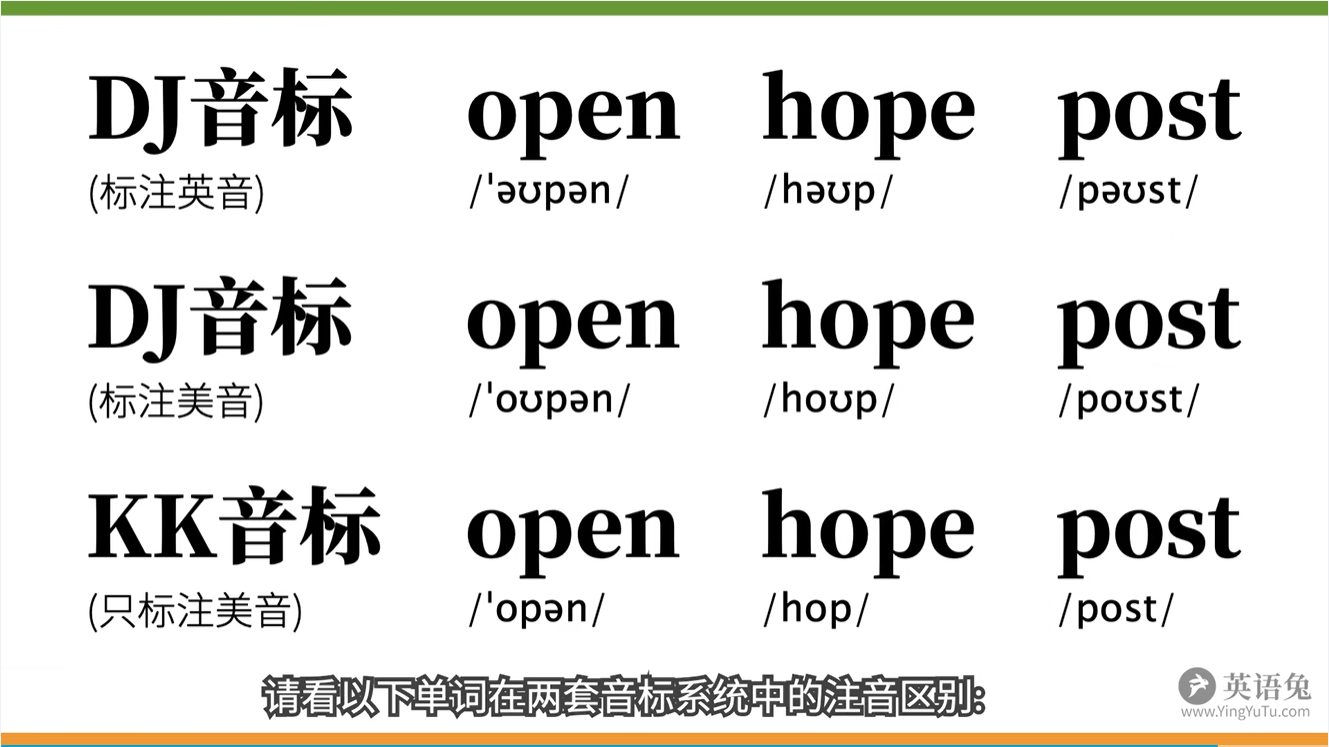 DJ音标 open hope post
(标注英音) /ˈəʊpən/ /həʊp/ /pəʊst/
DJ音标 open hope post
(标注美音) /ˈoʊpən/ /hoʊp/ /poʊst/
KK音标 open hope post
(只标注美音) /ˈopən/ /hop/ /post/
请看以下单词在两套音标系统中的注音区别:
英语兔
www.YingYuTu.com